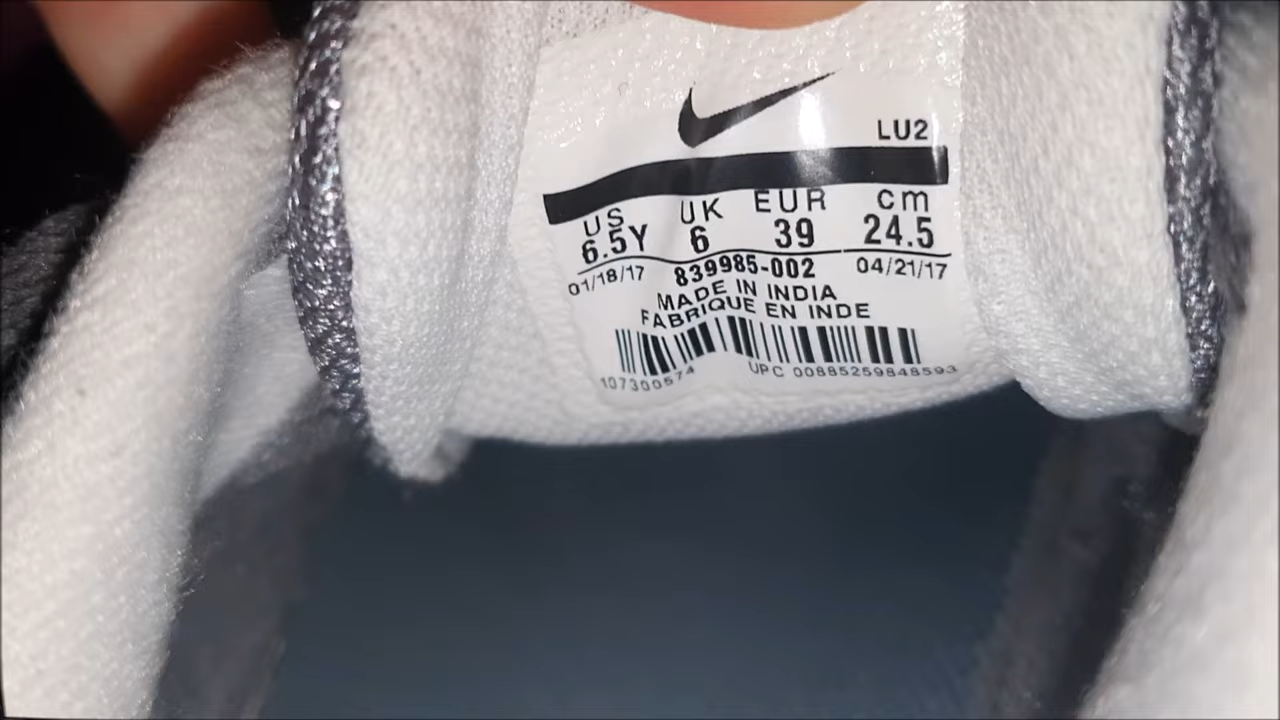 LU2
US UK EUR cm
6.5Y 6 39 24.5
01/18/17 839985-002 04/21/17
MADE IN INDIA
FABRIQUE EN INDE
107300574 UPC 00885259848593